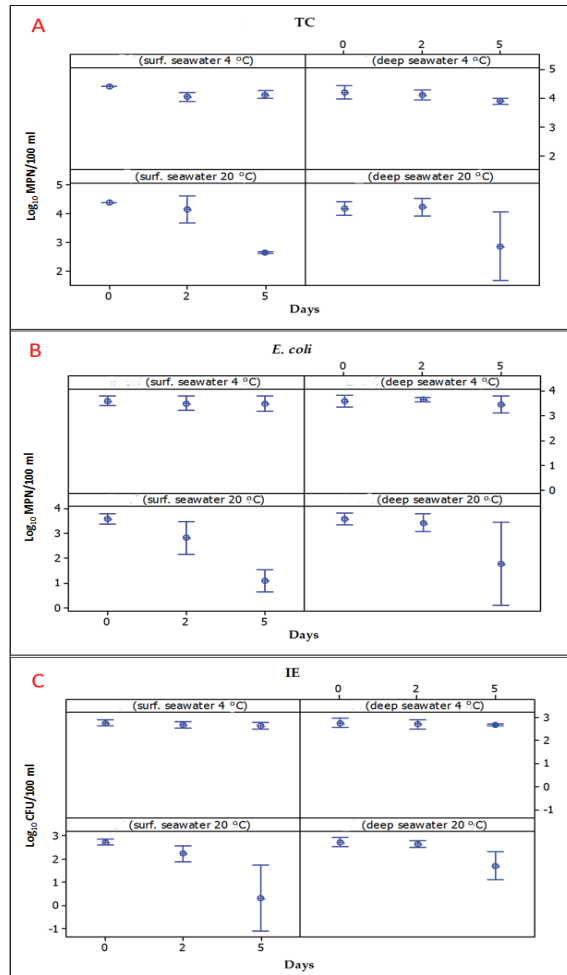 A
TC
0 2 5
(surf. seawater 4 °C) (deep seawater 4 °C)
5
4
3
2
Log10 MPN/100 ml
(surf. seawater 20 °C) (deep seawater 20 °C)
5
4
3
2
0 2 5
Days
B
E. coli
0 2 5
(surf. seawater 4 °C) (deep seawater 4 °C)
4
3
2
1
0
Log10 MPN/100 ml
(surf. seawater 20 °C) (deep seawater 20 °C)
4
3
2
1
0
0 2 5
Days
C
IE
0 2 5
(surf. seawater 4 °C) (deep seawater 4 °C)
3
2
1
0
-1
Log10 CFU/100 ml
(surf. seawater 20 °C) (deep seawater 20 °C)
3
2
1
0
-1
0 2 5
Days